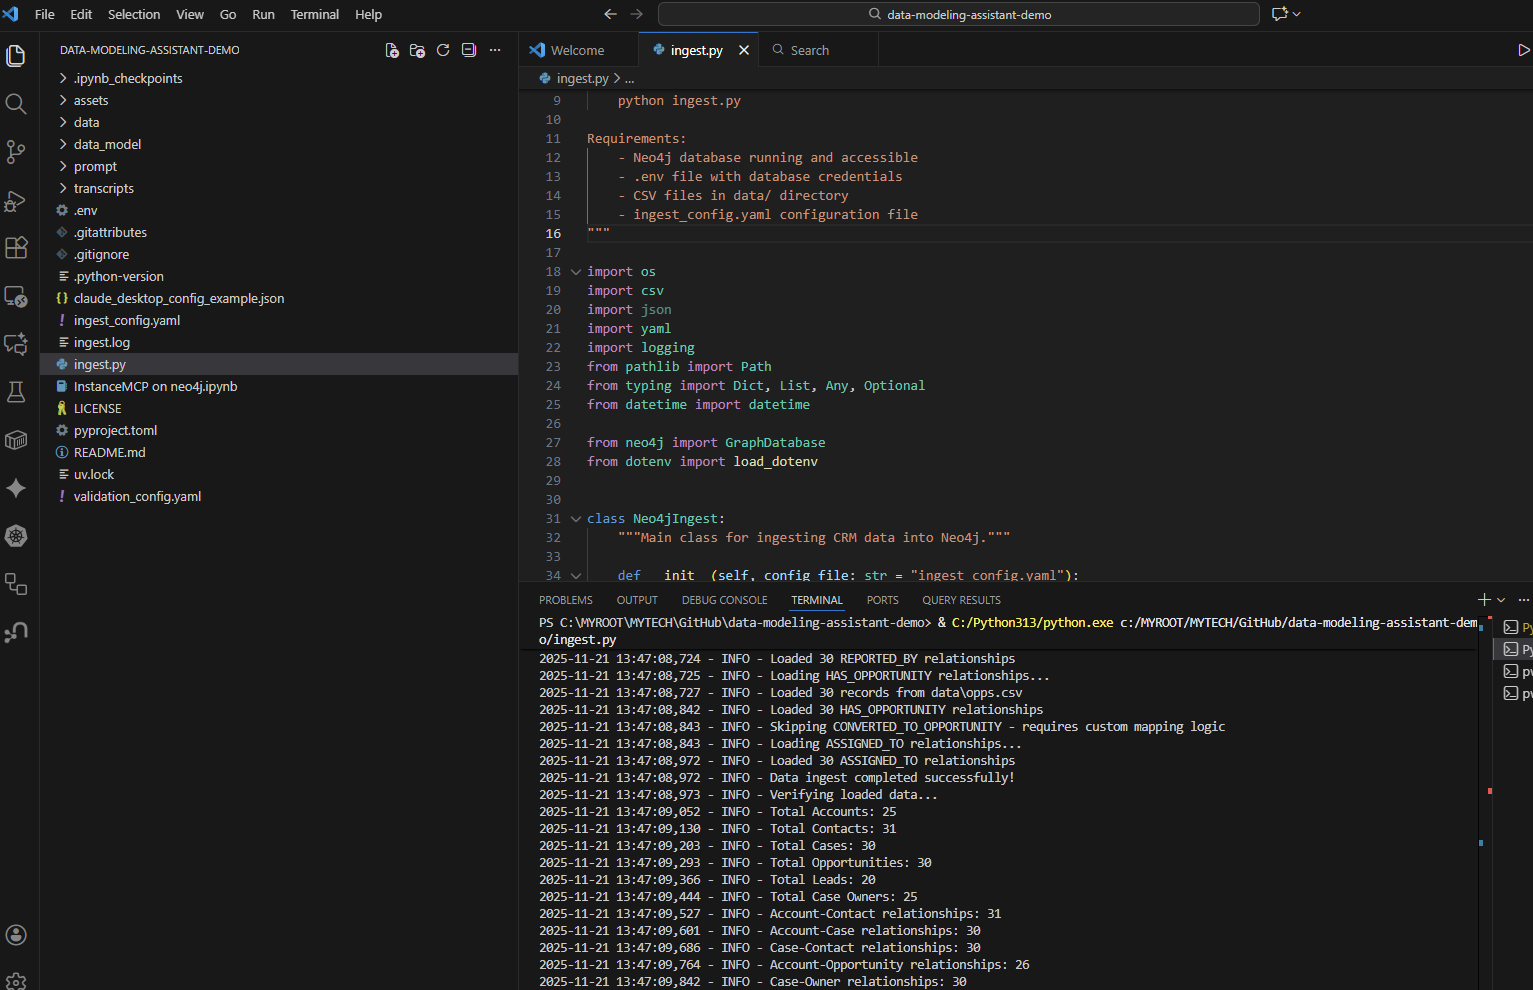 File Edit Selection View Go Run Terminal Help
data-modeling-assistant-demo
DATA-MODELING-ASSISTANT-DEMO
.ipynb_checkpoints
assets
data
data_model
prompt
transcripts
.env
.gitattributes
.gitignore
.python-version
claude_desktop_config_example.json
ingest_config.yaml
ingest.log
ingest.py
InstanceMCP on neo4j.ipynb
LICENSE
pyproject.toml
README.md
uv.lock
validation_config.yaml
Welcome ingest.py Search
ingest.py > ...
9 python ingest.py
10
11 Requirements:
12 - Neo4j database running and accessible
13 - .env file with database credentials
14 - CSV files in data/ directory
15 - ingest_config.yaml configuration file
16 """
17
18 import os
19 import csv
20 import json
21 import yaml
22 import logging
23 from pathlib import Path
24 from typing import Dict, List, Any, Optional
25 from datetime import datetime
26
27 from neo4j import GraphDatabase
28 from dotenv import load_dotenv
29
30
31 class Neo4jIngest:
32 """Main class for ingesting CRM data into Neo4j."""
33
34 def __init__(self, config_file: str = "ingest_config.yaml"):
PROBLEMS OUTPUT DEBUG CONSOLE TERMINAL PORTS QUERY RESULTS
PS C:\MYROOT\MYTECH\GitHub\data-modeling-assistant-demo> & C:/Python313/python.exe c:/MYROOT/MYTECH/GitHub/data-modeling-assistant-dem
o/ingest.py
2025-11-21 13:47:08,724 - INFO - Loaded 30 REPORTED_BY relationships
2025-11-21 13:47:08,725 - INFO - Loading HAS_OPPORTUNITY relationships...
2025-11-21 13:47:08,727 - INFO - Loaded 30 records from data\opps.csv
2025-11-21 13:47:08,842 - INFO - Loaded 30 HAS_OPPORTUNITY relationships
2025-11-21 13:47:08,843 - INFO - Skipping CONVERTED_TO_OPPORTUNITY - requires custom mapping logic
2025-11-21 13:47:08,843 - INFO - Loading ASSIGNED_TO relationships...
2025-11-21 13:47:08,972 - INFO - Loaded 30 ASSIGNED_TO relationships
2025-11-21 13:47:08,972 - INFO - Data ingest completed successfully!
2025-11-21 13:47:08,973 - INFO - Verifying loaded data...
2025-11-21 13:47:09,052 - INFO - Total Accounts: 25
2025-11-21 13:47:09,130 - INFO - Total Contacts: 31
2025-11-21 13:47:09,203 - INFO - Total Cases: 30
2025-11-21 13:47:09,293 - INFO - Total Opportunities: 30
2025-11-21 13:47:09,366 - INFO - Total Leads: 20
2025-11-21 13:47:09,444 - INFO - Total Case Owners: 25
2025-11-21 13:47:09,527 - INFO - Account-Contact relationships: 31
2025-11-21 13:47:09,601 - INFO - Account-Case relationships: 30
2025-11-21 13:47:09,686 - INFO - Case-Contact relationships: 30
2025-11-21 13:47:09,764 - INFO - Account-Opportunity relationships: 26
2025-11-21 13:47:09,842 - INFO - Case-Owner relationships: 30